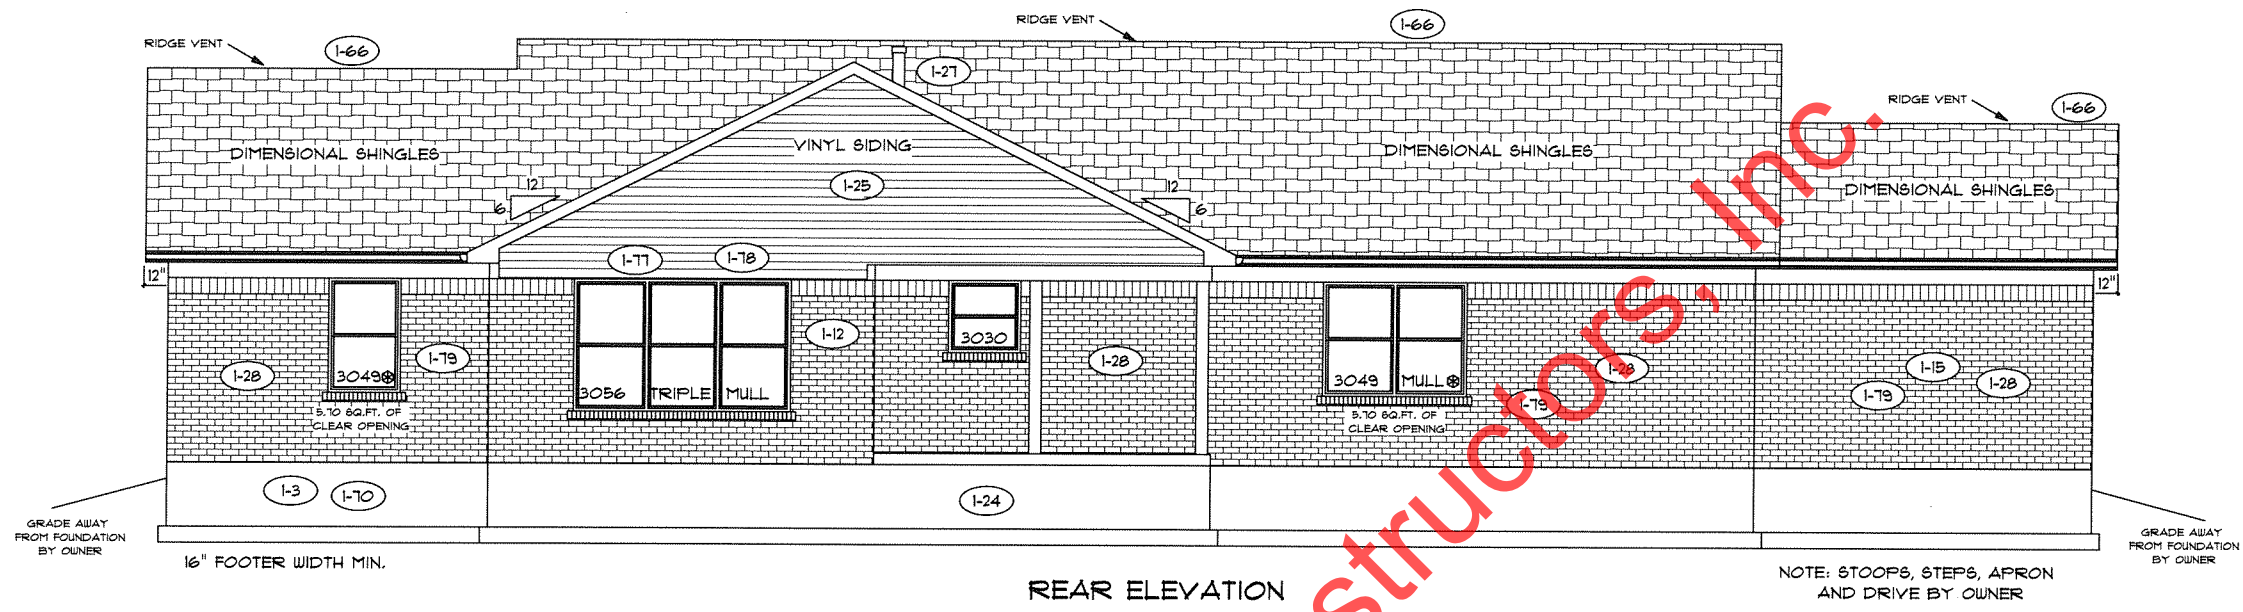 RIDGE VENT
1-66
RIDGE VENT
1-66
1-27
RIDGE VENT
1-66
DIMENSIONAL SHINGLES
VINYL SIDING
DIMENSIONAL SHINGLES
DIMENSIONAL SHINGLES
1-25
12
6
12
6
12"
1-77
1-78
12"
1-28
3049
1-79
5.70 SQ.FT. OF
CLEAR OPENING
3056 TRIPLE MULL
1-12
3030
1-28
3049 MULL
5.70 SQ.FT. OF
CLEAR OPENING
1-28
1-79
1-15
1-79
1-28
1-3
1-70
1-24
GRADE AWAY
FROM FOUNDATION
BY OWNER
16" FOOTER WIDTH MIN.
REAR ELEVATION
NOTE: STOOPS, STEPS, APRON
AND DRIVE BY OWNER
GRADE AWAY
FROM FOUNDATION
BY OWNER
structors, Inc.